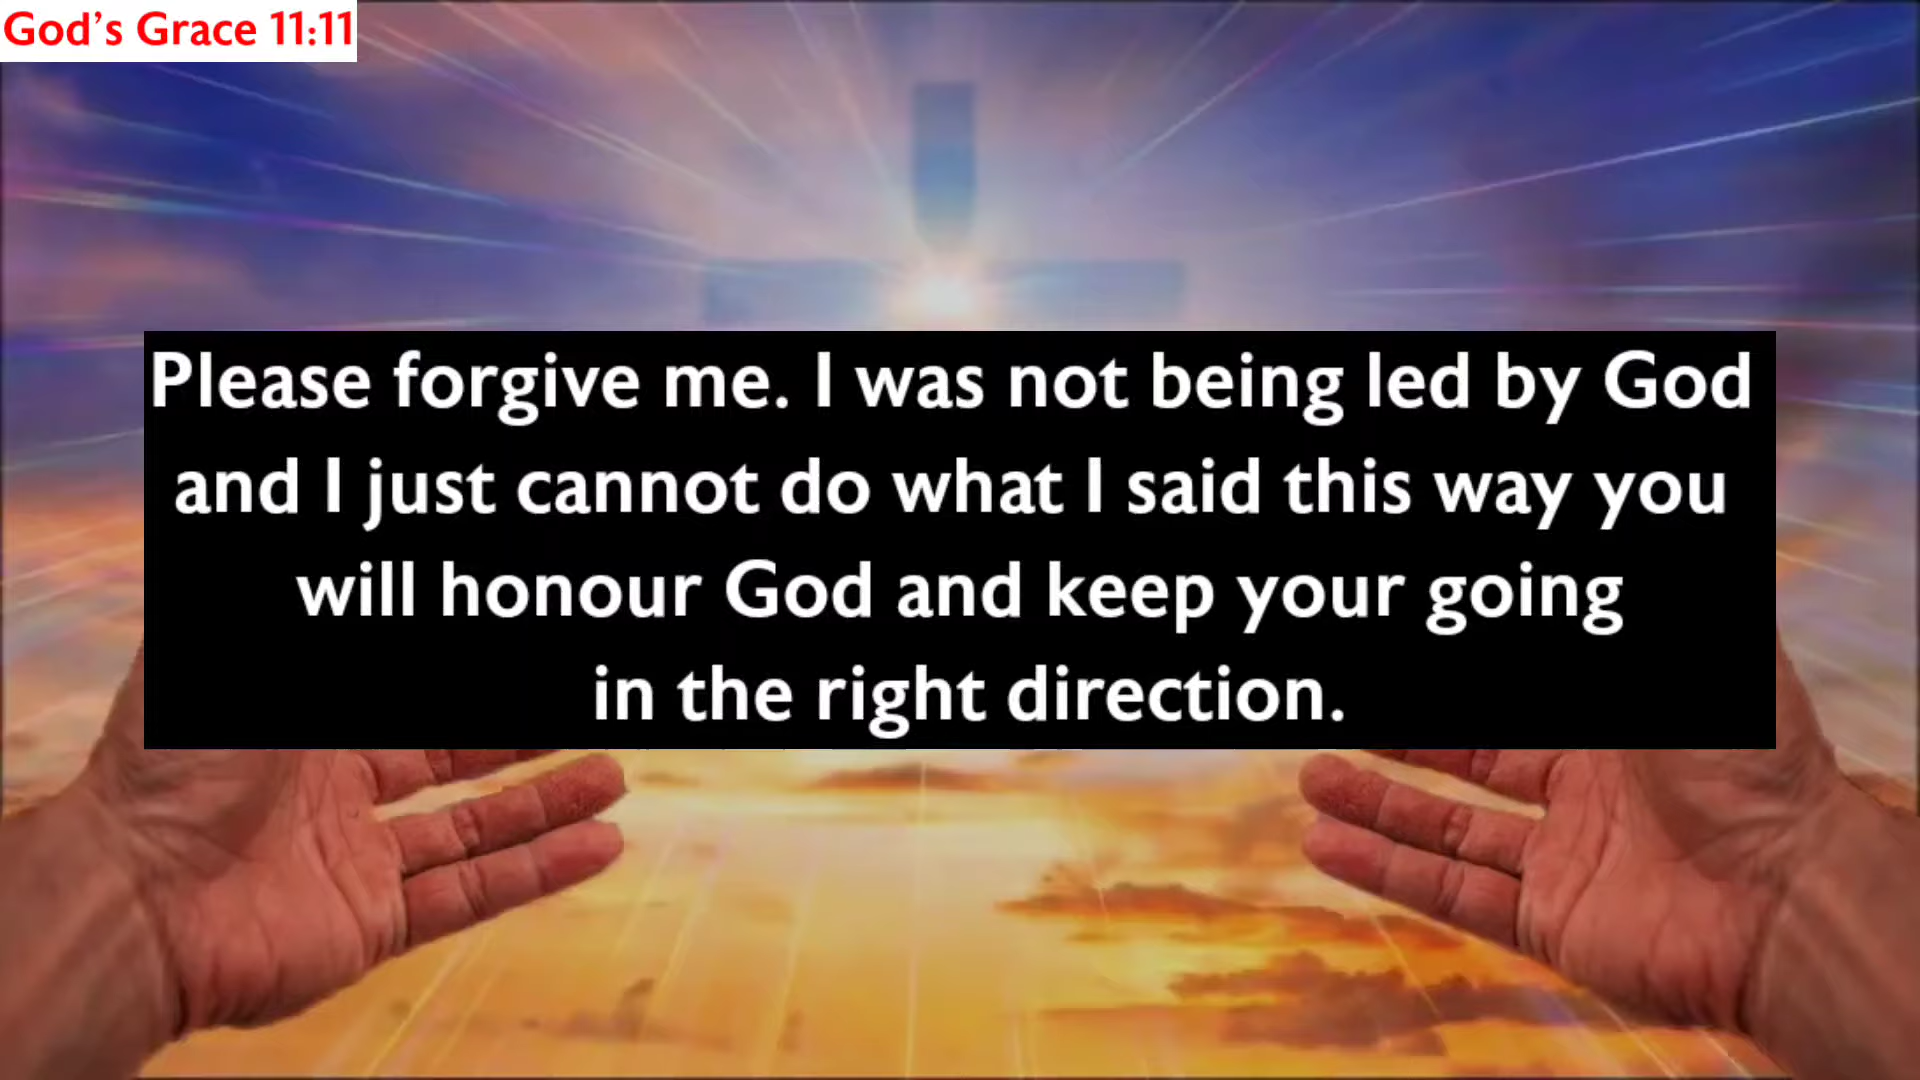 God's Grace 11:11
Please forgive me. I was not being led by God
and I just cannot do what I said this way you
will honour God and keep your going
in the right direction.